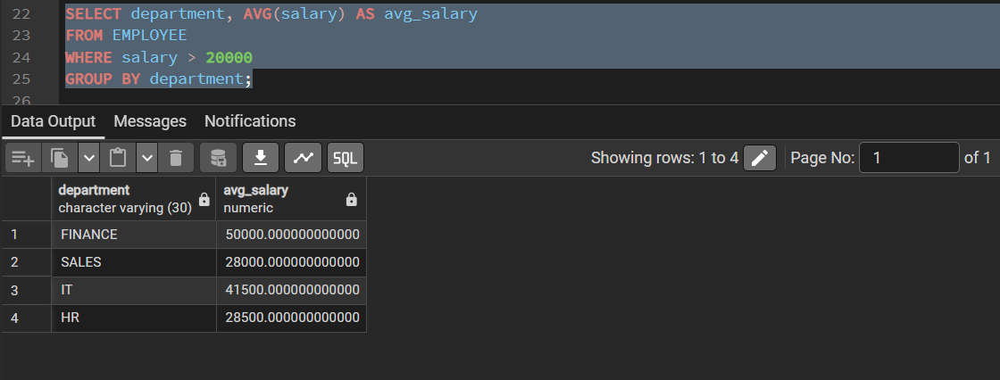 22 SELECT department, AVG(salary) AS avg_salary
23 FROM EMPLOYEE
24 WHERE salary > 20000
25 GROUP BY department;
26
Data Output Messages Notifications
SQL Showing rows: 1 to 4 Page No: 1 of 1
department avg_salary
character varying (30) numeric
1 FINANCE 50000.000000000000
2 SALES 28000.000000000000
3 IT 41500.000000000000
4 HR 28500.000000000000